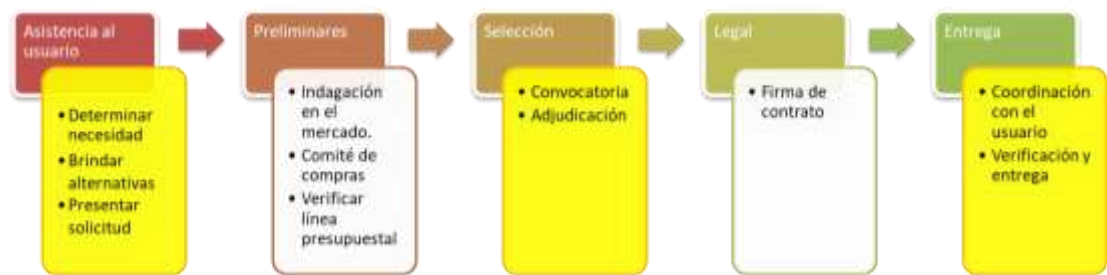 Asistencia al
usuario
• Determinar
necesidad
• Brindar
alternativas
• Presentar
solicitud
Preliminares
• Indagación
en el
mercado.
• Comité de
compras
• Verificar
línea
presupuestal
Selección
• Convocatoria
• Adjudicación
Legal
• Firma de
contrato
Entrega
• Coordinación
con el
usuario
• Verificación y
entrega